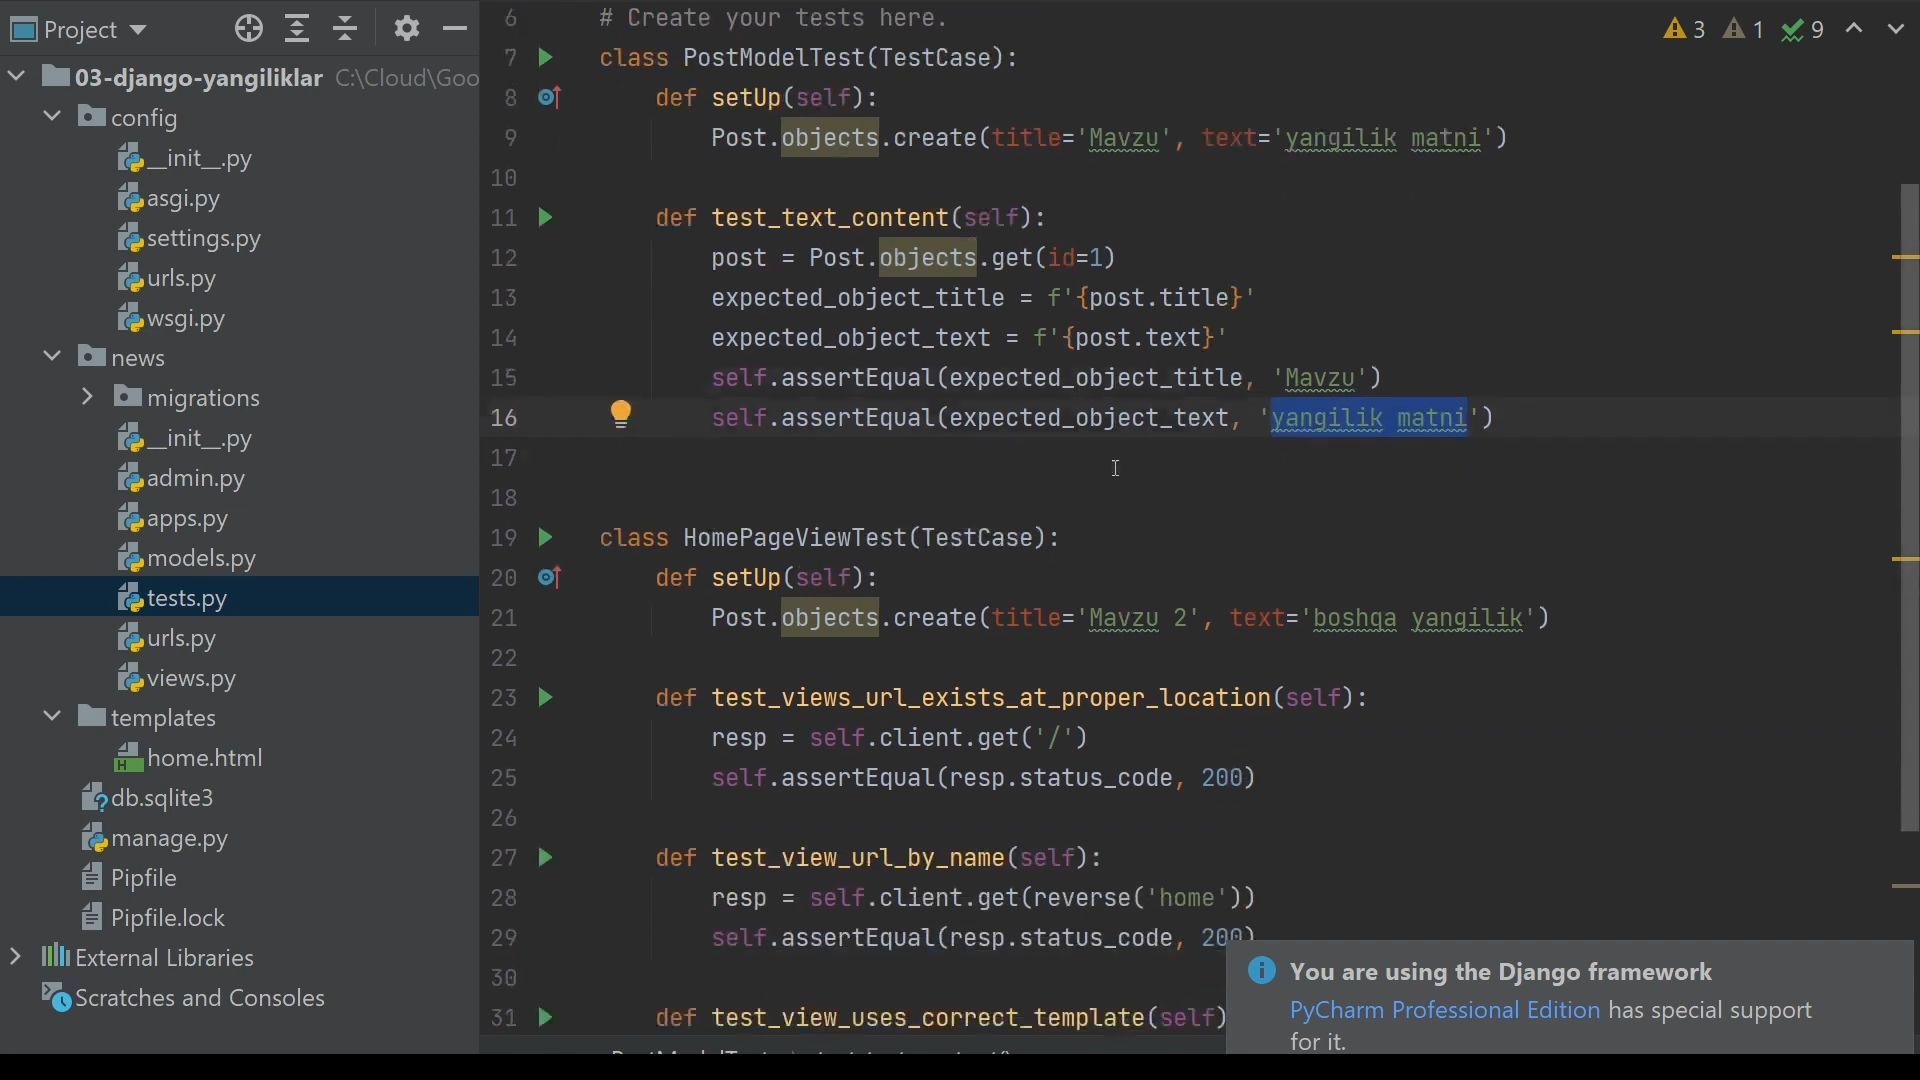 Project
03-django-yangiliklar C:\Cloud\Goo
config
__init__.py
asgi.py
settings.py
urls.py
wsgi.py
news
migrations
__init__.py
admin.py
apps.py
models.py
tests.py
urls.py
views.py
templates
home.html
db.sqlite3
manage.py
Pipfile
Pipfile.lock
External Libraries
Scratches and Consoles
3 1 9
6 # Create your tests here.
7 class PostModelTest(TestCase):
8 def setUp(self):
9 Post.objects.create(title='Mavzu', text='yangilik matni')
10
11 def test_text_content(self):
12 post = Post.objects.get(id=1)
13 expected_object_title = f'{post.title}'
14 expected_object_text = f'{post.text}'
15 self.assertEqual(expected_object_title, 'Mavzu')
16 self.assertEqual(expected_object_text, 'yangilik matni')
17
18
19 class HomePageViewTest(TestCase):
20 def setUp(self):
21 Post.objects.create(title='Mavzu 2', text='boshqa yangilik')
22
23 def test_views_url_exists_at_proper_location(self):
24 resp = self.client.get('/')
25 self.assertEqual(resp.status_code, 200)
26
27 def test_view_url_by_name(self):
28 resp = self.client.get(reverse('home'))
29 self.assertEqual(resp.status_code, 200)
30
31 def test_view_uses_correct_template(self)
You are using the Django framework
PyCharm Professional Edition has special support
for it.